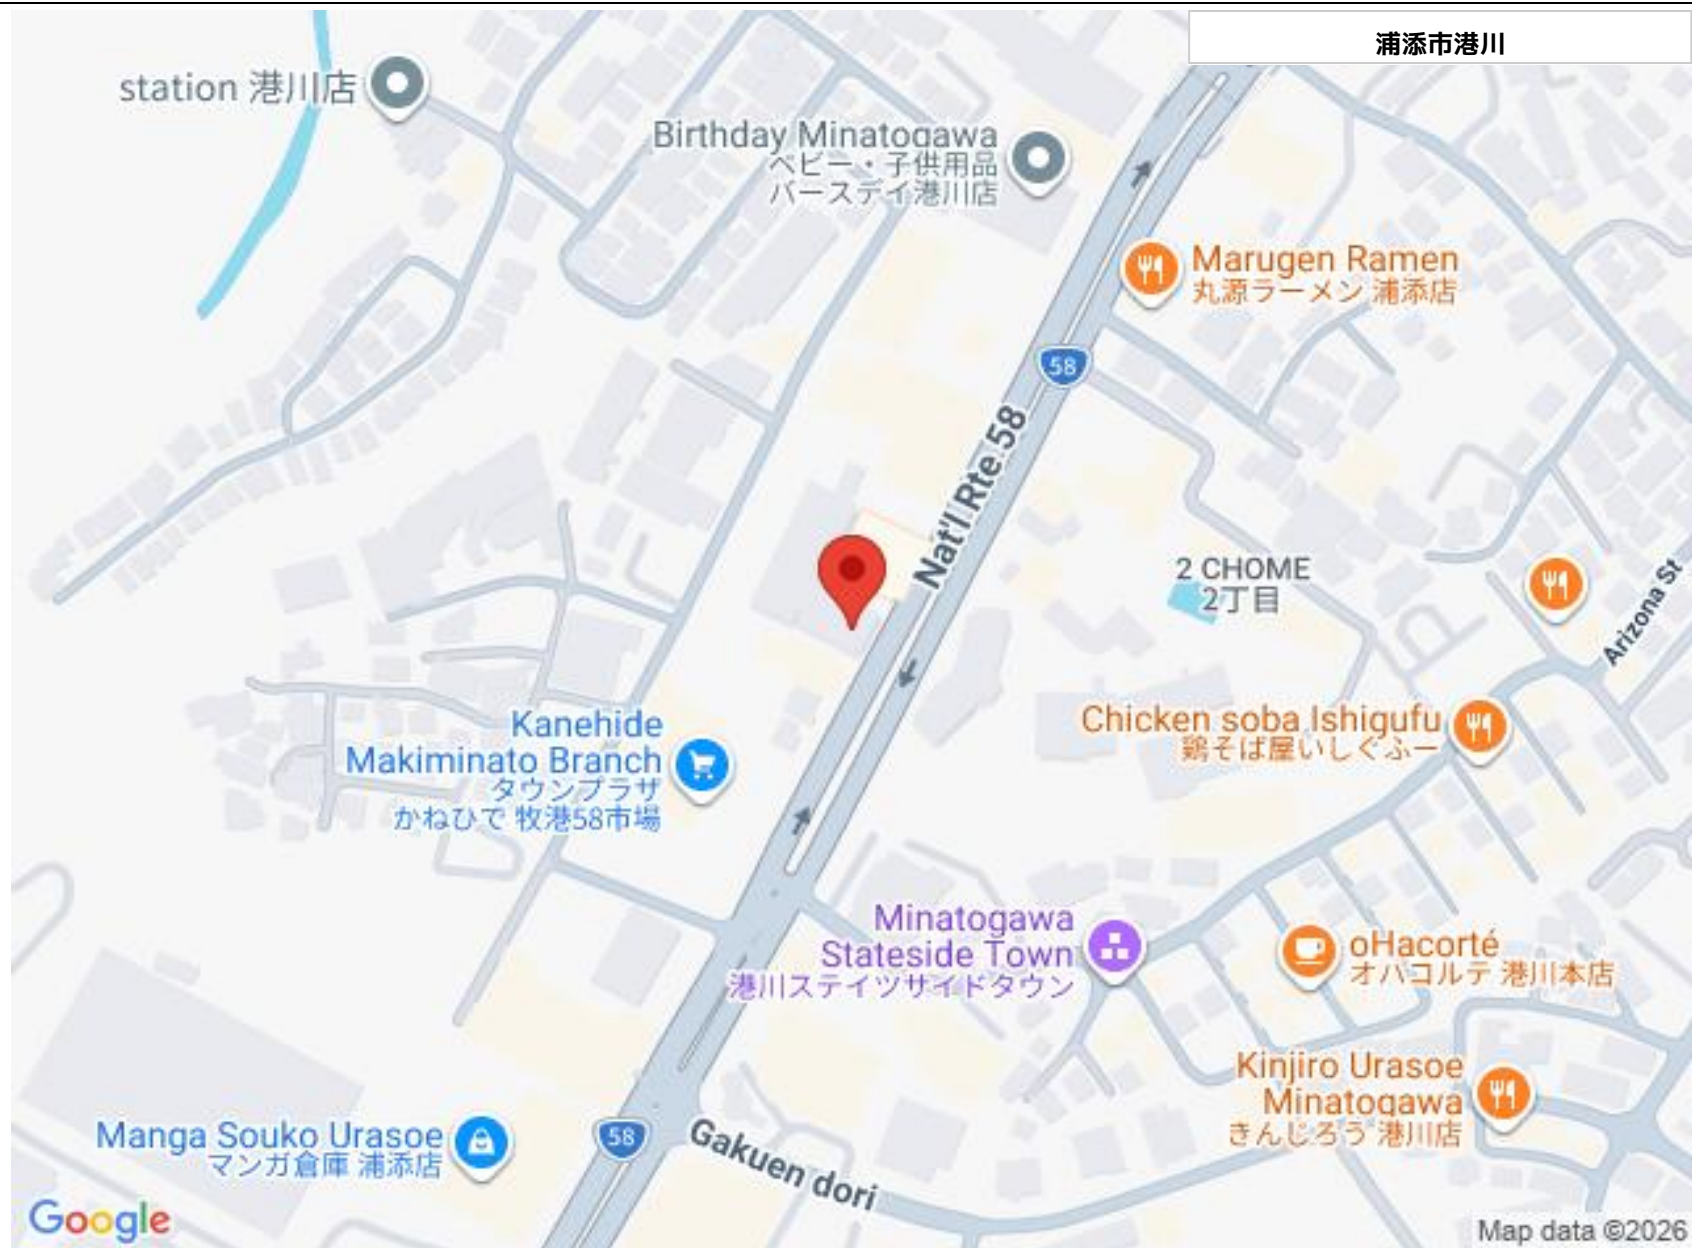 浦添市港川
station 港川店
Birthday Minatogawa
ベビー・子供用品
バースデイ港川店
Marugen Ramen
丸源ラーメン 浦添店
58
Nat'l Rte 58
2 CHOME
2丁目
Arizona St
Chicken soba Ishigufu
鶏そば屋いしぐふー
Kanehide
Makiminato Branch
タウンプラザ
かねひで 牧港58市場
Minatogawa
Stateside Town
港川ステイツサイドタウン
oHacorté
オハコルテ 港川本店
Kinjiro Urasoe
Minatogawa
きんじろう 港川店
Manga Souko Urasoe
マンガ倉庫 浦添店
58
Gakuen dori
Google
Map data ©2026